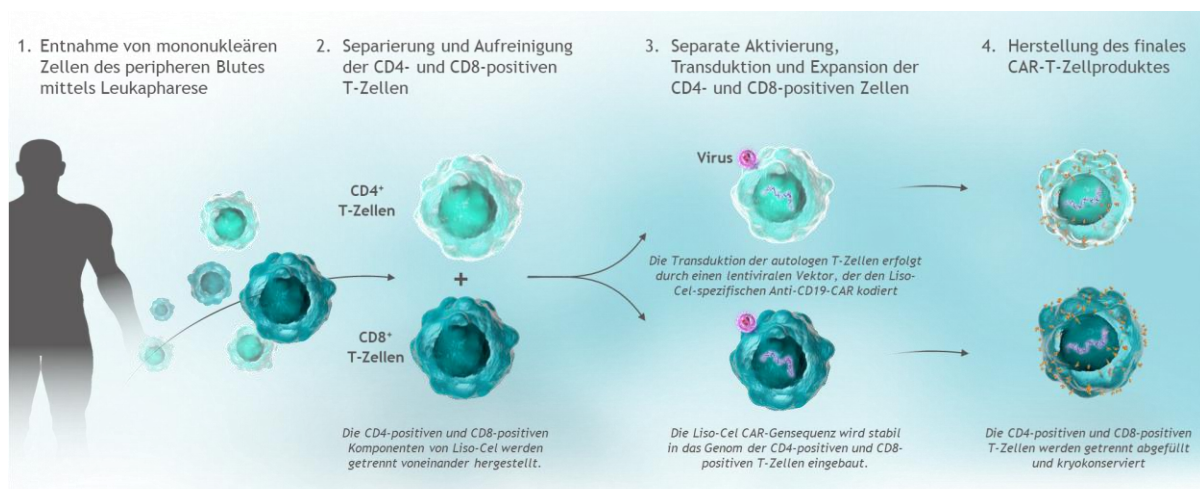 1. Entnahme von mononukleären
Zellen des peripheren Blutes
mittels Leukapharese
2. Separierung und Aufreinigung
der CD4- und CD8-positiven
T-Zellen
3. Separate Aktivierung,
Transduktion und Expansion der
CD4- und CD8-positiven Zellen
4. Herstellung des finales
CAR-T-Zellproduktes
CD4+
T-Zellen
+
CD8+
T-Zellen
Die CD4-positiven und CD8-positiven
Komponenten von Liso-Cel werden
getrennt voneinander hergestellt.
Virus
Die Transduktion der autologen T-Zellen erfolgt
durch einen lentiviralen Vektor, der den Liso-
Cel-spezifischen Anti-CD19-CAR kodiert
Die Liso-Cel CAR-Gensequenz wird stabil
in das Genom der CD4-positiven und CD8-
positiven T-Zellen eingebaut.
Die CD4-positiven und CD8-positiven
T-Zellen werden getrennt abgefüllt
und kryokonserviert